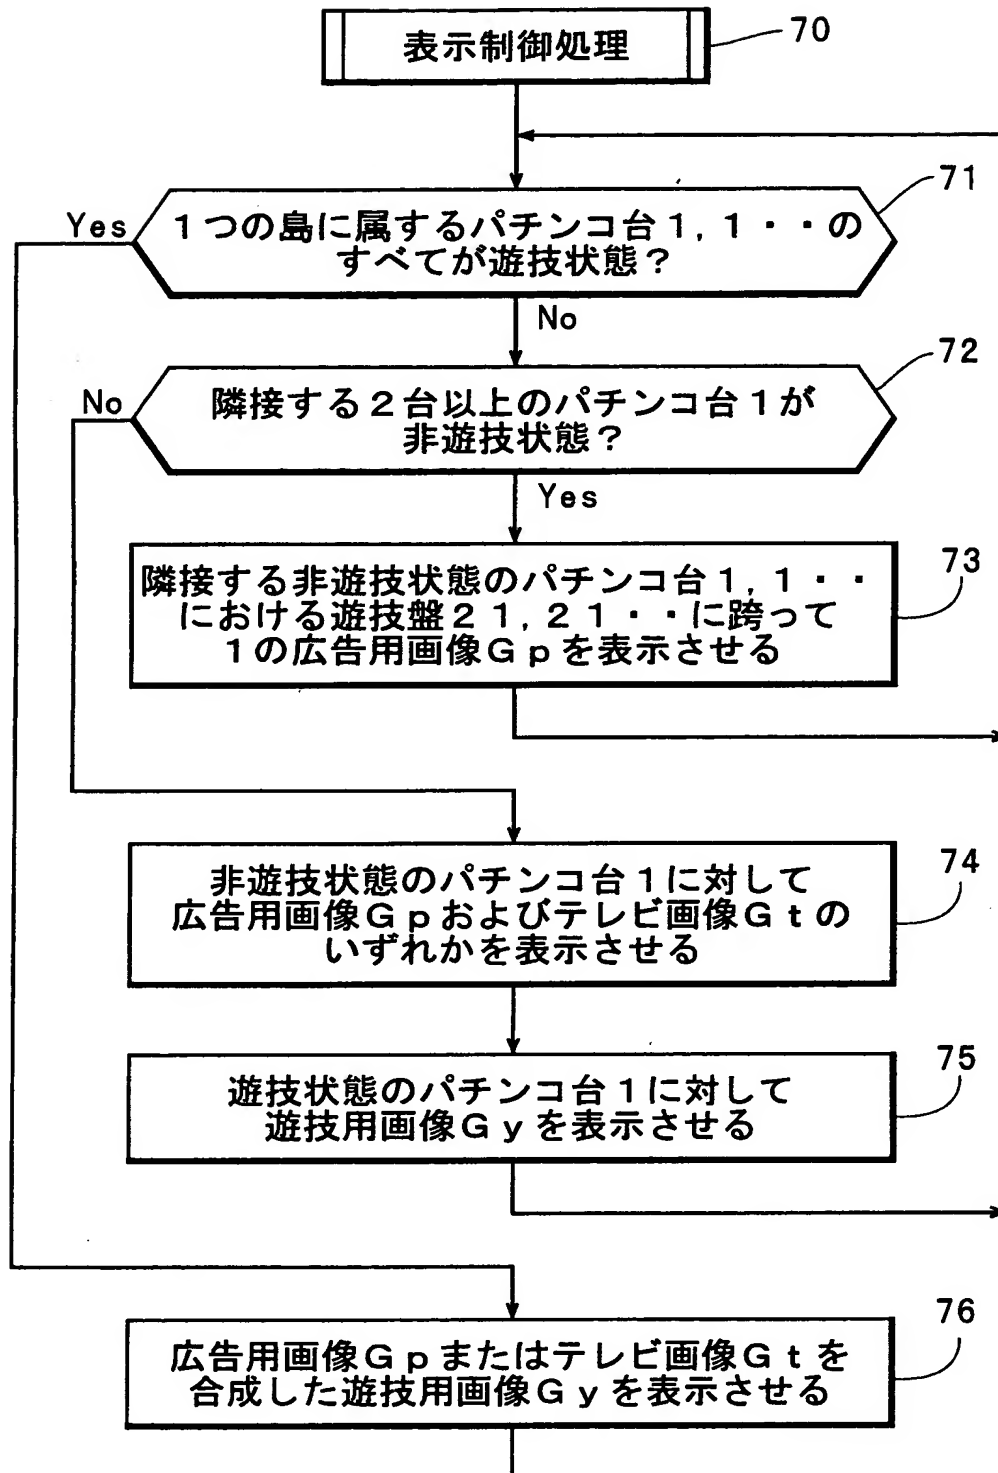 表示制御処理
70
71
Yes
1つの島に属するパチンコ台1,1・・の
すべてが遊技状態?
No
72
No
隣接する2台以上のパチンコ台1が
非遊技状態?
Yes
73
隣接する非遊技状態のパチンコ台1,1・・
における遊技盤21,21・・に跨って
1の広告用画像Gpを表示させる
74
非遊技状態のパチンコ台1に対して
広告用画像Gpおよびテレビ画像Gtの
いずれかを表示させる
75
遊技状態のパチンコ台1に対して
遊技用画像Gyを表示させる
76
広告用画像Gpまたはテレビ画像Gtを
合成した遊技用画像Gyを表示させる